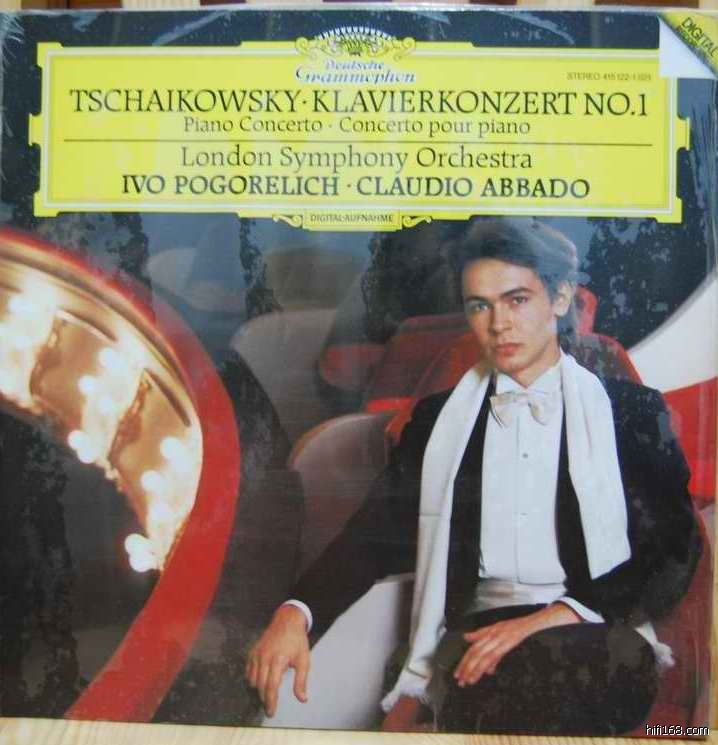 Deutsche
Grammophon
STEREO 415 122-1
DIGITAL
TSCHAIKOWSKY · KLAVIERKONZERT NO.1
Piano Concerto · Concerto pour piano
London Symphony Orchestra
IVO POGORELICH · CLAUDIO ABBADO
DIGITAL-AUFNAHME
hifi168.com